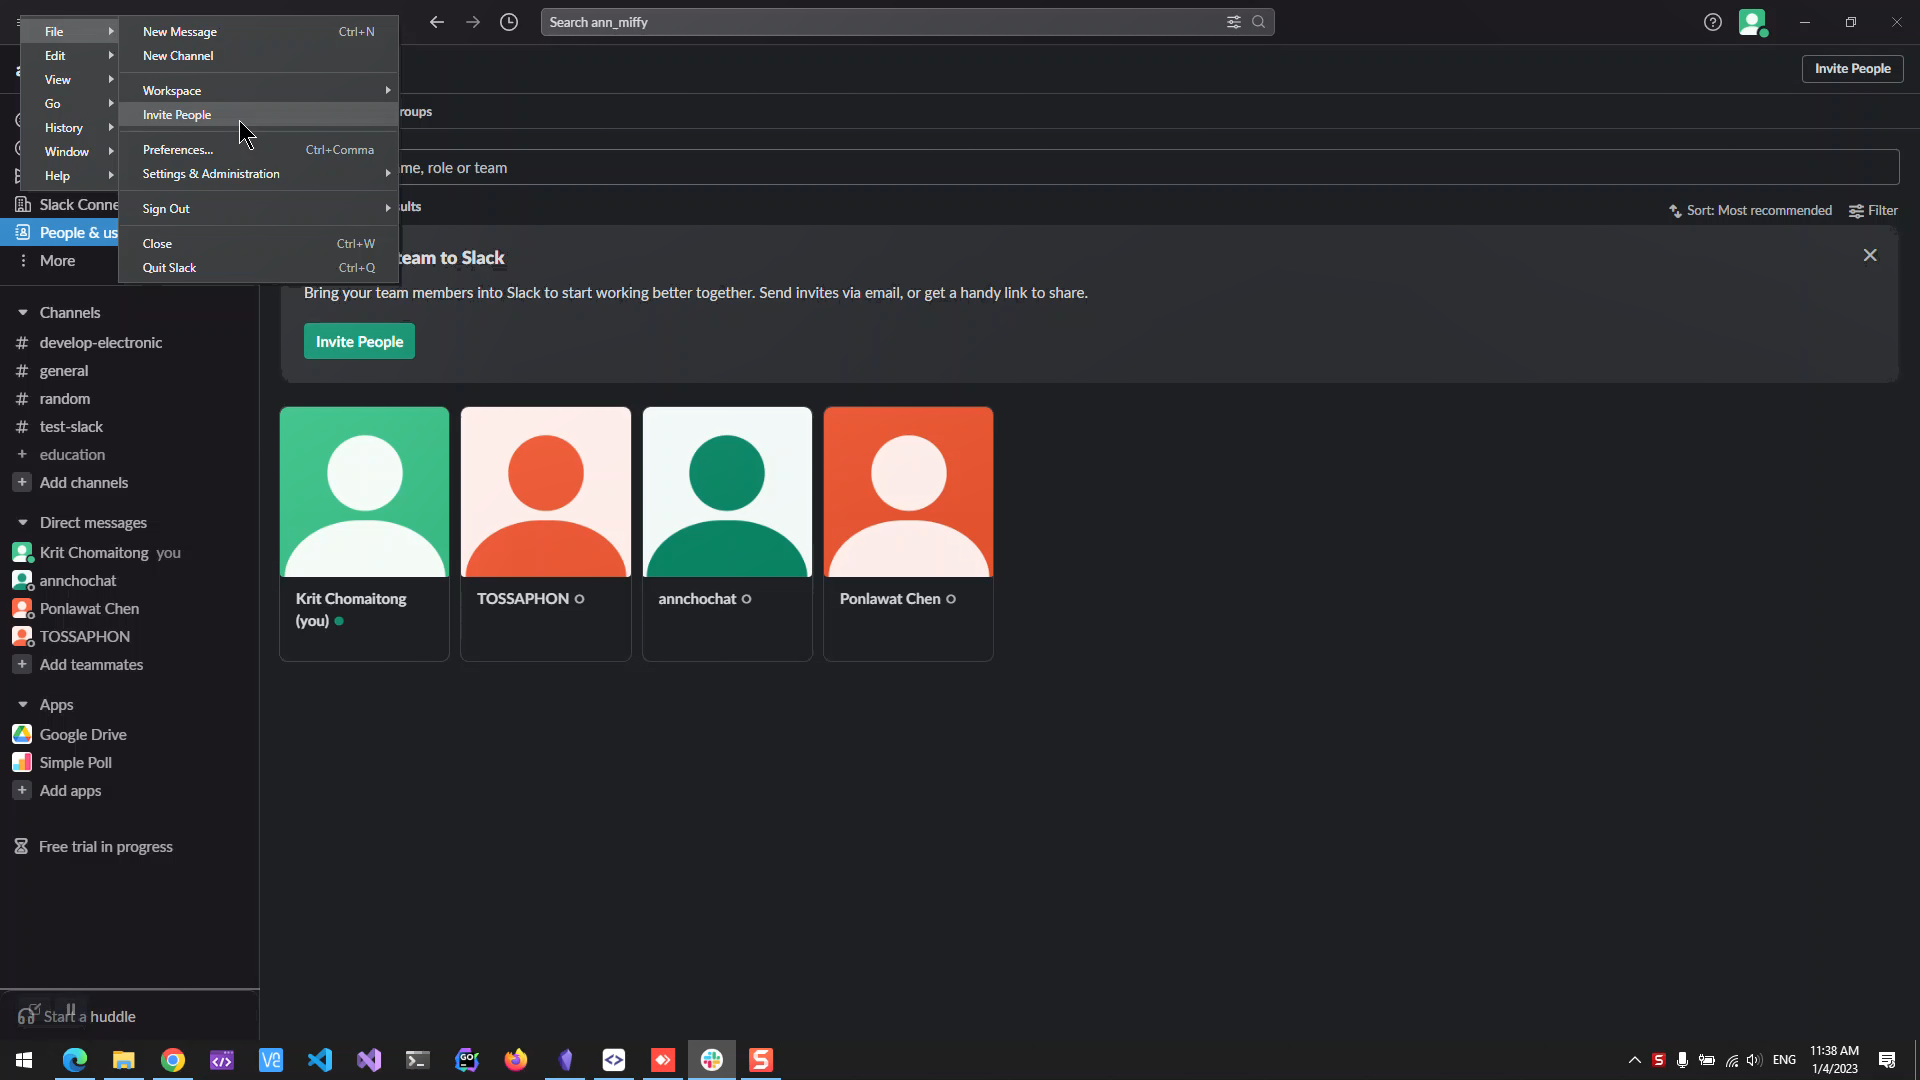 Search ann_miffy
File
Edit
View
Go
History
Window
Help
New Message Ctrl+N
New Channel
Workspace
Invite People
Preferences... Ctrl+Comma
Settings & Administration
Sign Out
Close Ctrl+W
Quit Slack Ctrl+Q
Invite People
roups
me, role or team
ults
Sort: Most recommended Filter
Slack Conne
People & us
More
team to Slack
Bring your team members into Slack to start working better together. Send invites via email, or get a handy link to share.
Invite People
Channels
# develop-electronic
# general
# random
# test-slack
+ education
+ Add channels
Direct messages
Krit Chomaitong you
annchochat
Ponlawat Chen
TOSSAPHON
+ Add teammates
Apps
Google Drive
Simple Poll
+ Add apps
Free trial in progress
Krit Chomaitong
(you)
TOSSAPHON
annchochat
Ponlawat Chen
Start a huddle
ENG
11:38 AM
1/4/2023